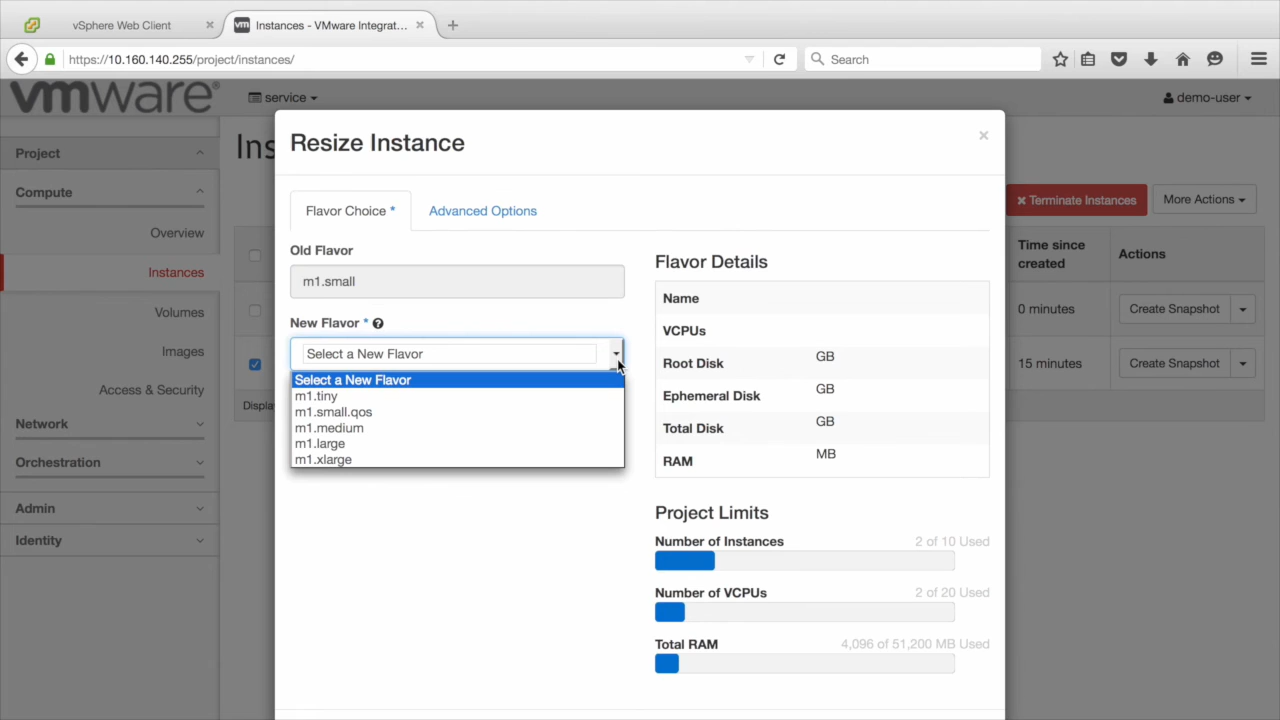 vSphere Web Client
Instances - VMware Integrat...
https://10.160.140.255/project/instances/
Search
vmware®
service
demo-user
Project
Compute
Overview
Instances
Volumes
Images
Access & Security
Network
Orchestration
Admin
Identity
Ins
Terminate Instances
More Actions
Time since
created
Actions
0 minutes
Create Snapshot
15 minutes
Create Snapshot
Resize Instance
Flavor Choice *
Advanced Options
Old Flavor
m1.small
New Flavor *
Select a New Flavor
Select a New Flavor
m1.tiny
m1.small.qos
m1.medium
m1.large
m1.xlarge
Flavor Details
Name
VCPUs
Root Disk GB
Ephemeral Disk GB
Total Disk GB
RAM MB
Project Limits
Number of Instances 2 of 10 Used
Number of VCPUs 2 of 20 Used
Total RAM 4,096 of 51,200 MB Used